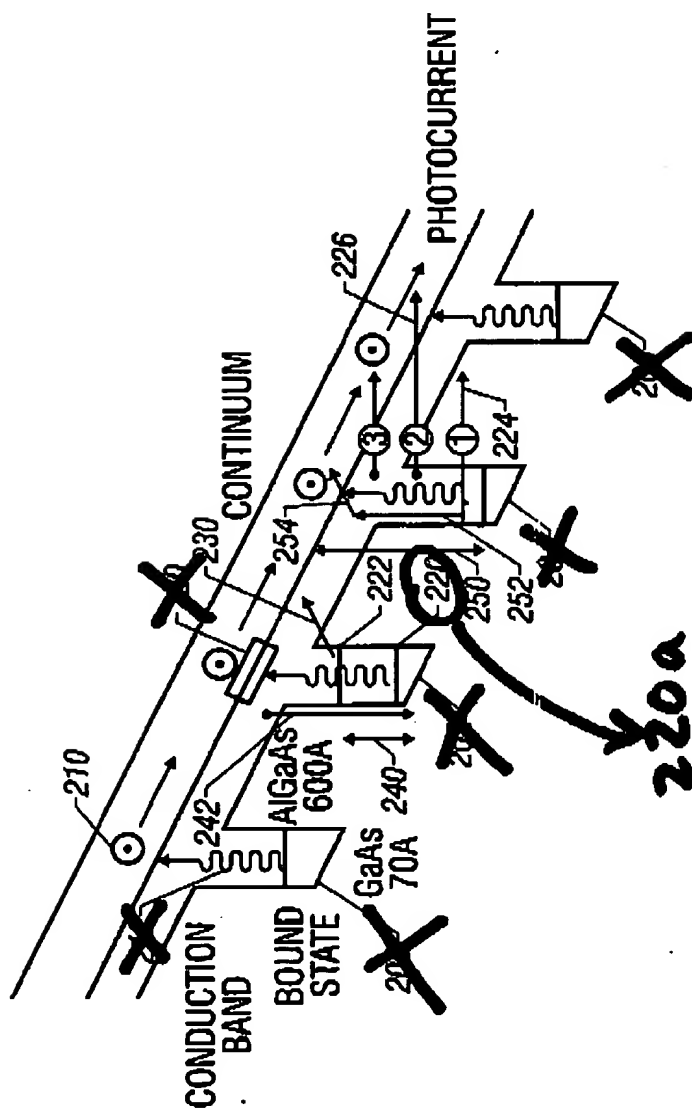 210
CONTINUUM
230
254
PHOTOCURRENT
226
CONDUCTION
BAND
242
AlGaAs
600A
222
3
2
1
224
250
252
240
BOUND
STATE
GaAs
70A
220a